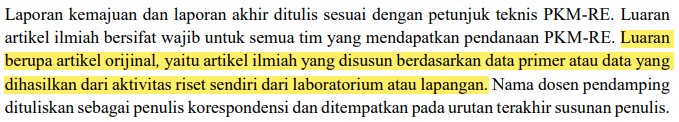 Laporan kemajuan dan laporan akhir ditulis sesuai dengan petunjuk teknis PKM-RE. Luaran
artikel ilmiah bersifat wajib untuk semua tim yang mendapatkan pendanaan PKM-RE. Luaran
berupa artikel orijinal, yaitu artikel ilmiah yang disusun berdasarkan data primer atau data yang
dihasilkan dari aktivitas riset sendiri dari laboratorium atau lapangan. Nama dosen pendamping
dituliskan sebagai penulis korespondensi dan ditempatkan pada urutan terakhir susunan penulis.